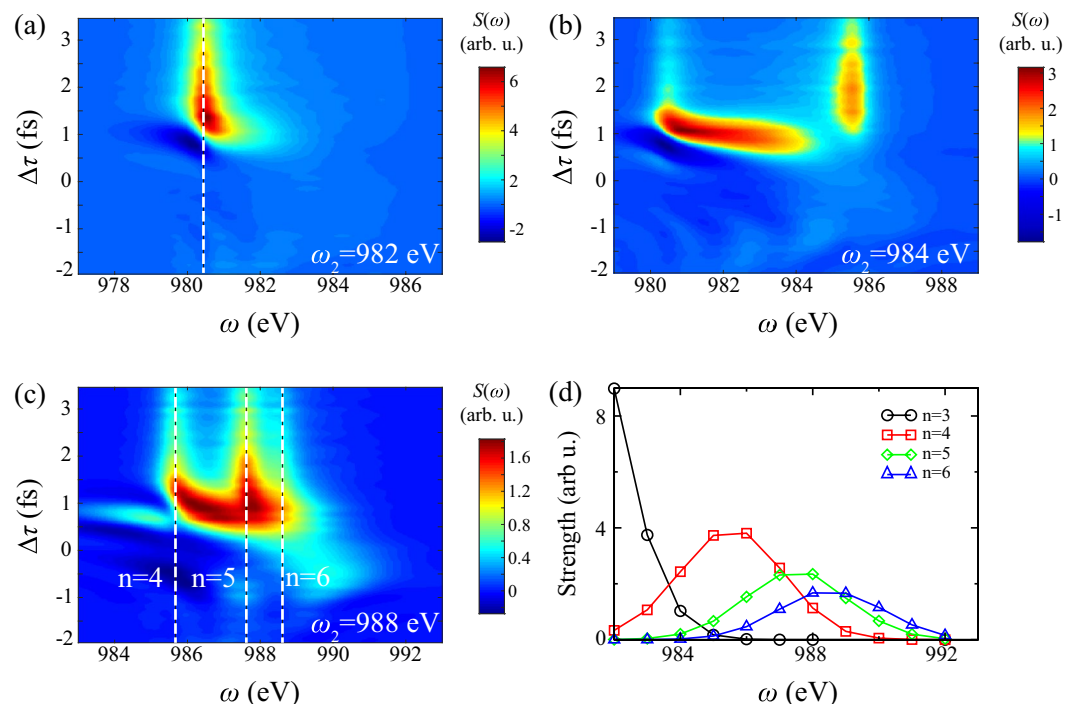 (a)
S(ω)
(arb. u.)
3
2
1
0
-1
-2
Δτ (fs)
978 980 982 984 986
ω (eV)
ω₂=982 eV
6
4
2
-2
(b)
S(ω)
(arb. u.)
3
2
1
0
-1
-2
Δτ (fs)
980 982 984 986 988
ω (eV)
ω₂=984 eV
3
2
1
0
-1
(c)
S(ω)
(arb. u.)
3
2
1
0
-1
-2
Δτ (fs)
n=4 n=5 n=6
ω₂=988 eV
984 986 988 990 992
ω (eV)
1.6
1.2
0.8
0.4
0
(d)
8
4
0
Strength (arb u.)
n=3
n=4
n=5
n=6
984 988 992
ω (eV)